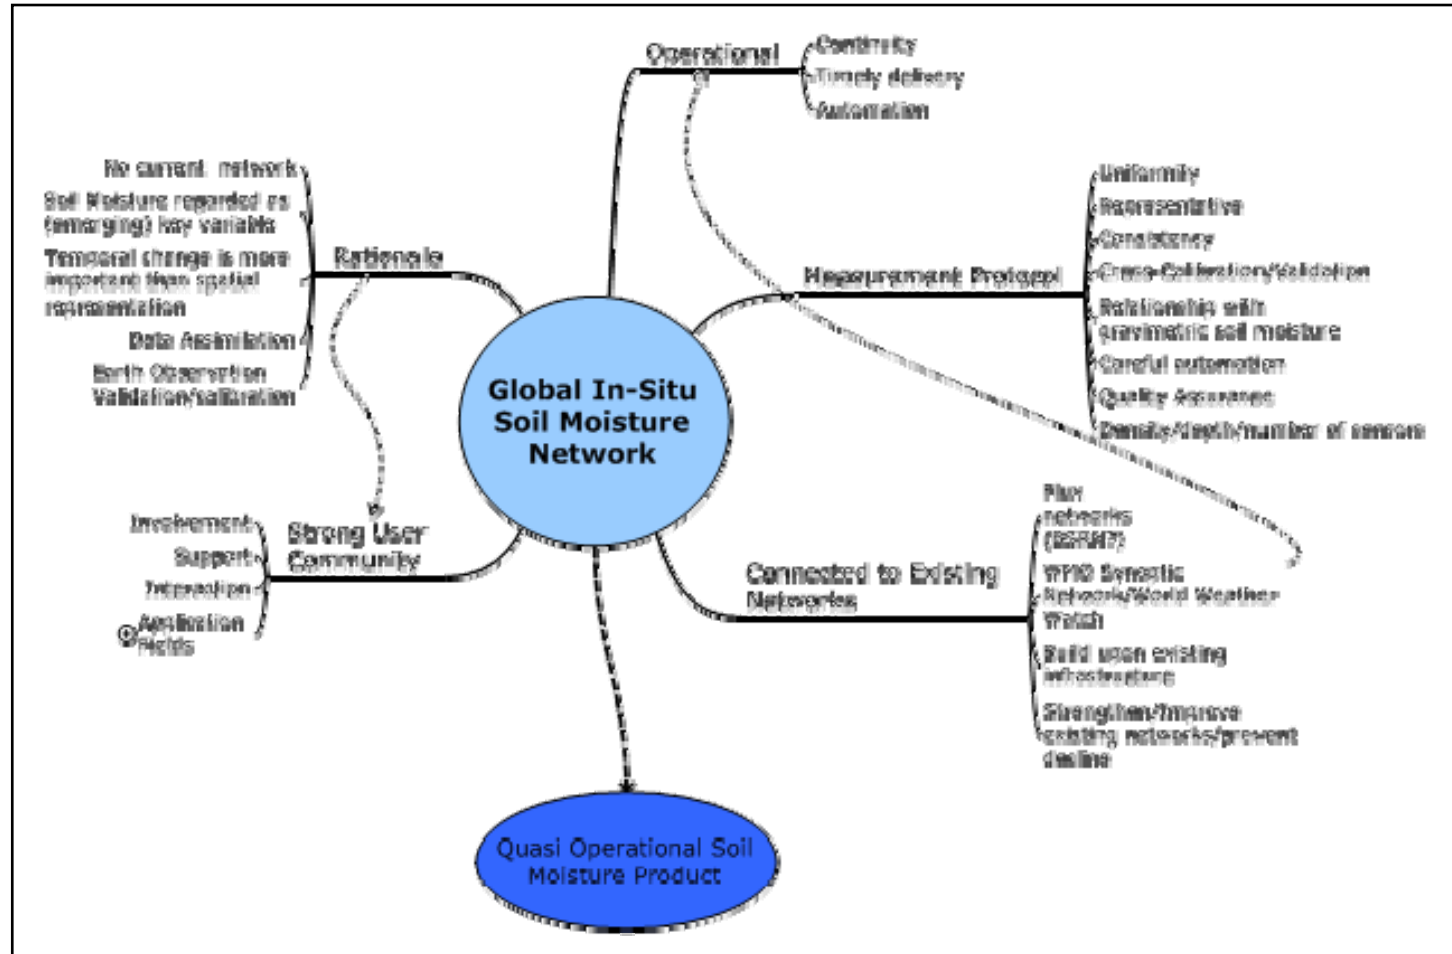 Operational
Continuity
Timely delivery
Automation
No current network
Soil Moisture regarded as
(emerging) key variable
Temporal change is more
important than spatial
representation
Data Assimilation
Earth Observation
Validation/calibration
Rationale
Uniformity
Representative
Consistency
Cross-Calibration/Validation
Relationship with
gravimetric soil moisture
Careful automation
Quality Assurance
Density/depth/number of sensors
Measurement Protocol
Global In-Situ
Soil Moisture
Network
Involvement
Support
Interaction
Application
Fields
Strong User
Community
Connected to Existing
Networks
Flux
networks
(BSRN?)
WMO Synoptic
Network/World Weather
Watch
Build upon existing
infrastructure
Strengthen/Improve
existing networks/prevent
decline
Quasi Operational Soil
Moisture Product